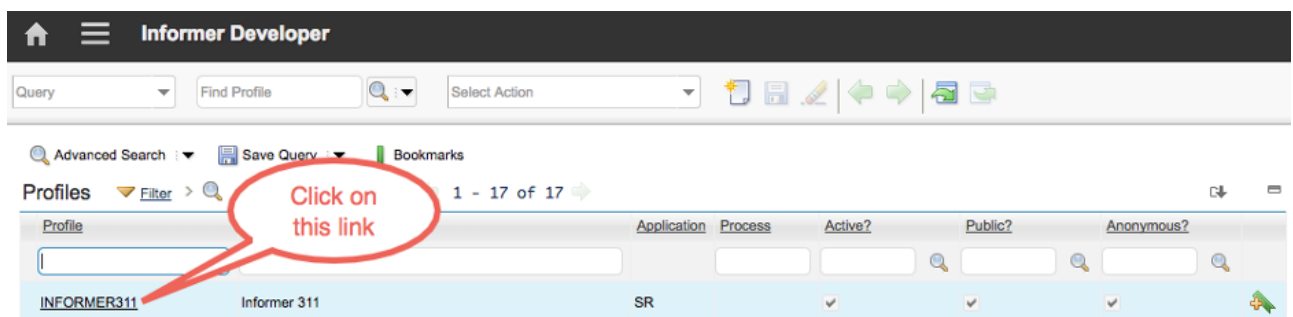 Informer Developer
Query Find Profile Select Action
Advanced Search Save Query Bookmarks
Profiles Filter > 1 - 17 of 17
Click on
this link
Profile Application Process Active? Public? Anonymous?
INFORMER311 Informer 311 SR